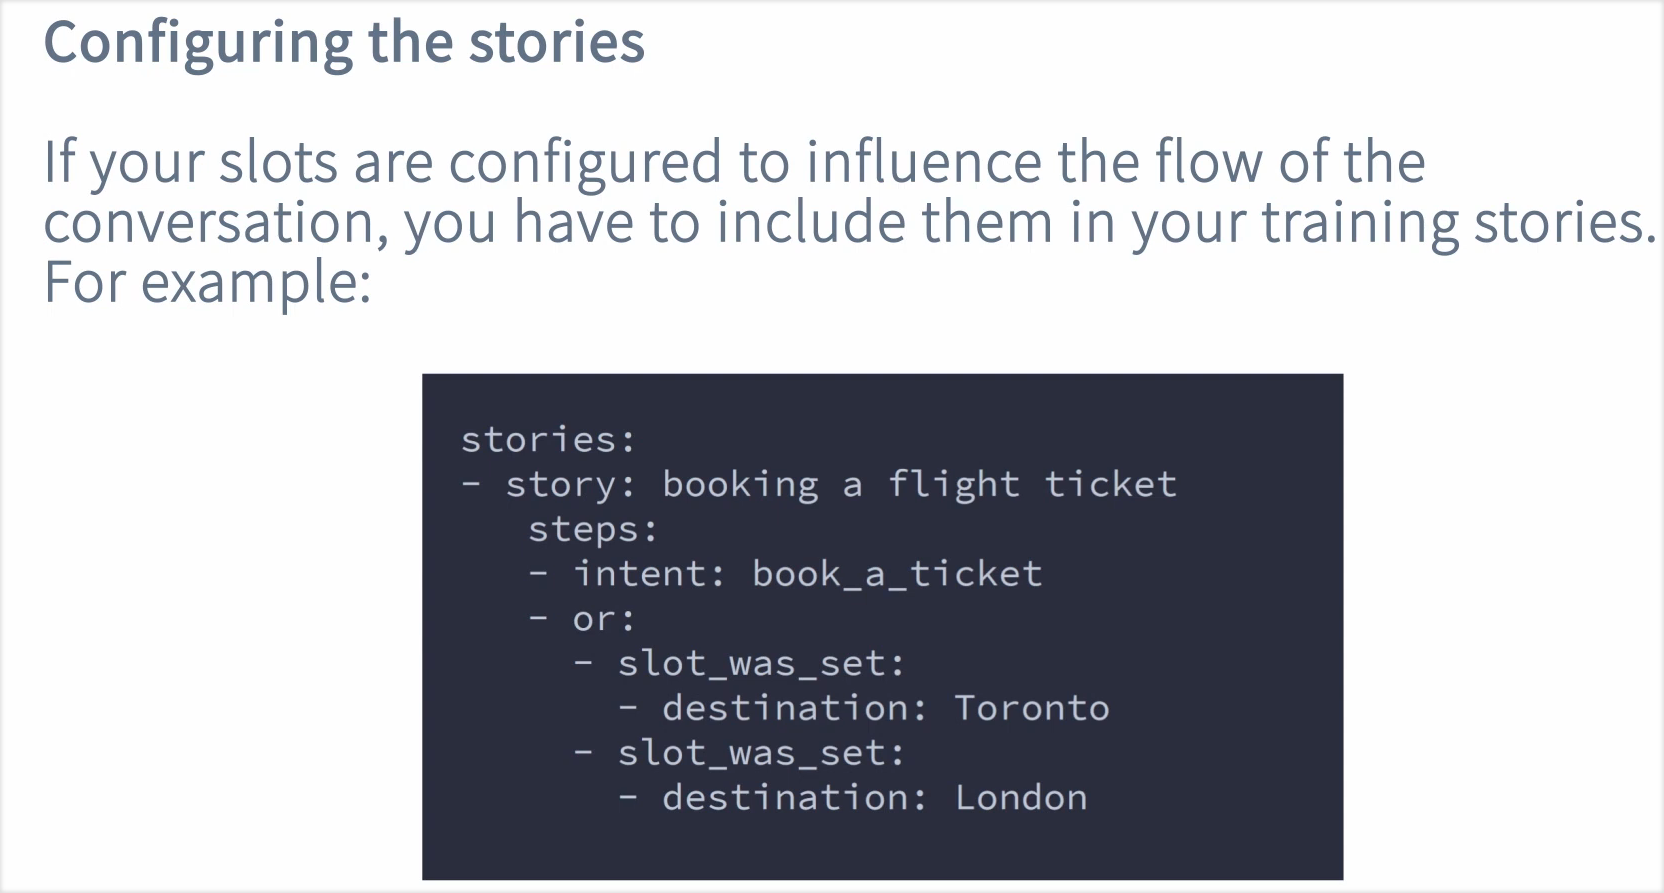 Configuring the stories
If your slots are configured to influence the flow of the
conversation, you have to include them in your training stories.
For example:
stories:
- story: booking a flight ticket
   steps:
   - intent: book_a_ticket
   - or:
     - slot_was_set:
       - destination: Toronto
     - slot_was_set:
       - destination: London